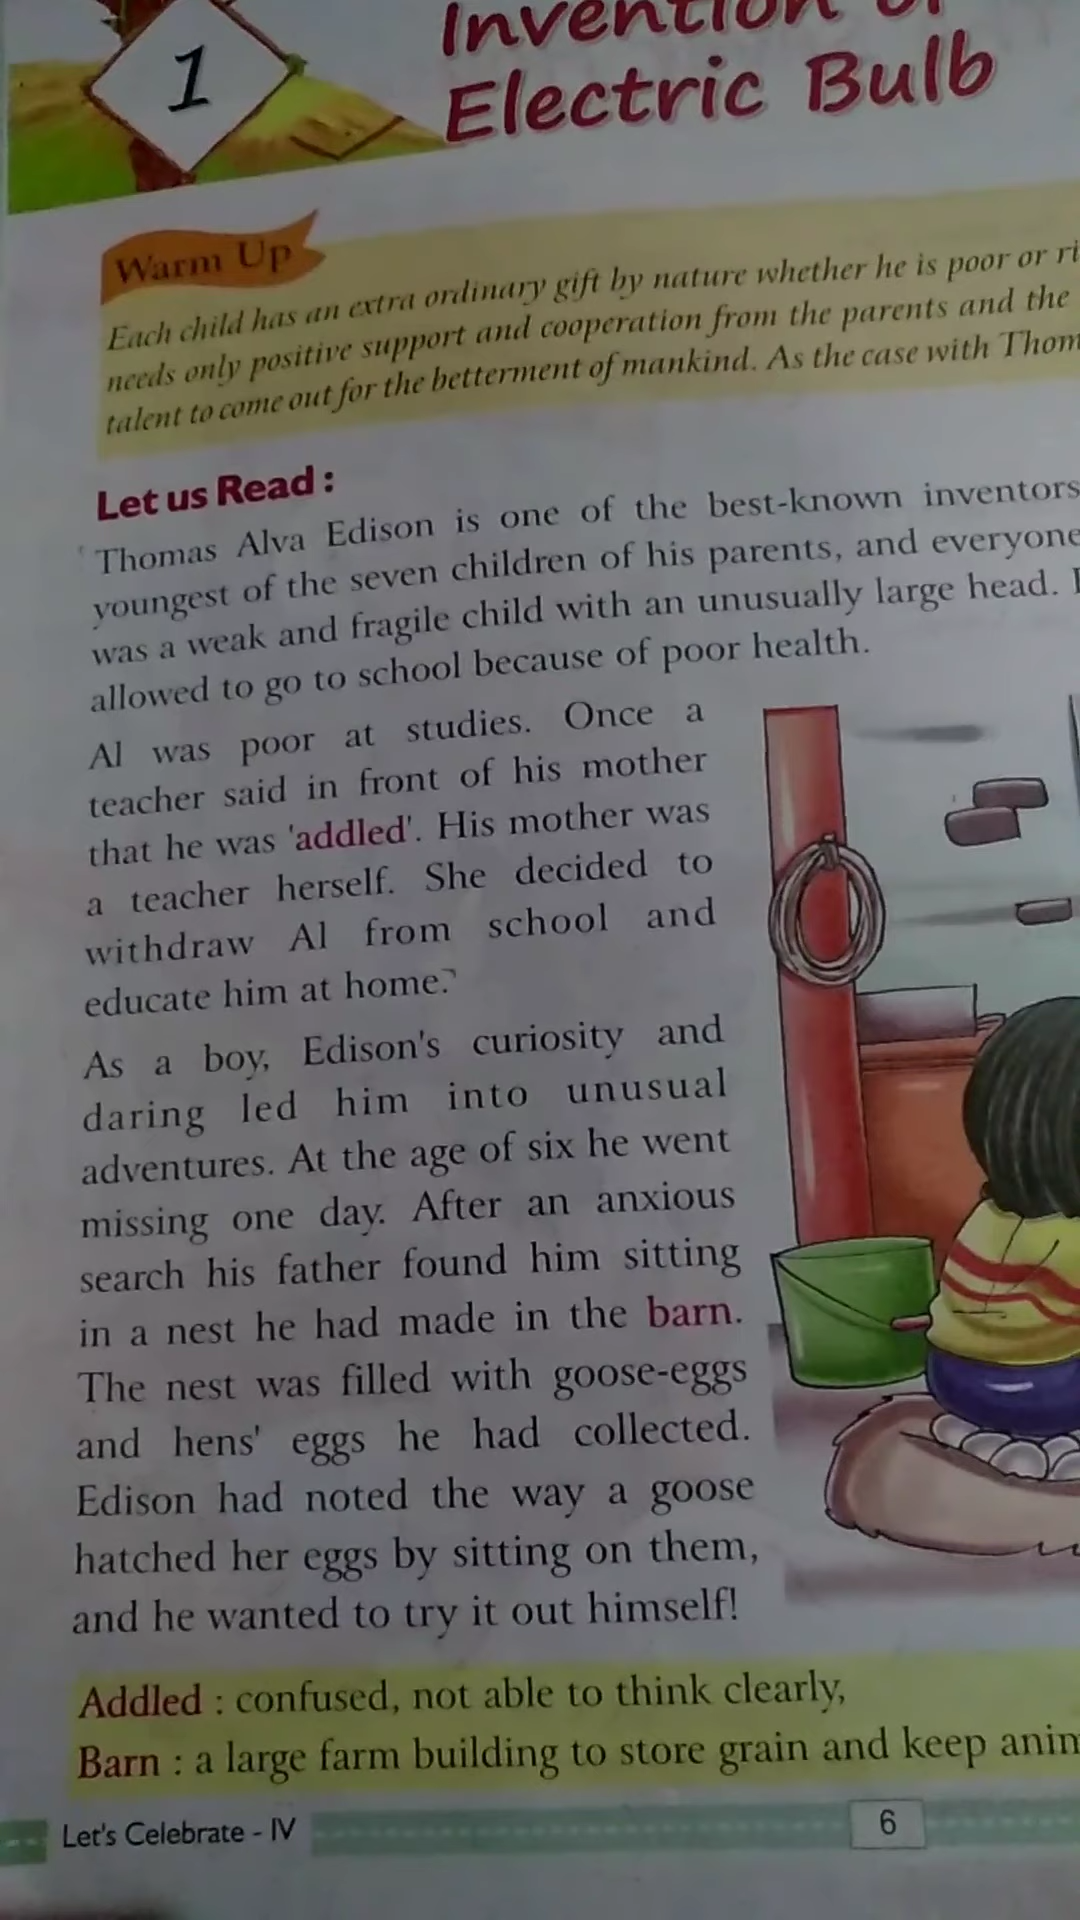 1
Invention of
Electric Bulb
Warm Up
Each child has an extra ordinary gift by nature whether he is poor or
needs only positive support and cooperation from the parents and the
talent to come out for the betterment of mankind. As the case with
Let us Read :
Thomas Alva Edison is one of the best-known inventors
youngest of the seven children of his parents, and everyone
was a weak and fragile child with an unusually large head.
allowed to go to school because of poor health.
Al was poor at studies. Once a
teacher said in front of his mother
that he was 'addled'. His mother was
a teacher herself. She decided to
withdraw Al from school and
educate him at home.
As a boy, Edison's curiosity and
daring led him into unusual
adventures. At the age of six he went
missing one day. After an anxious
search his father found him sitting
in a nest he had made in the barn.
The nest was filled with goose-eggs
and hens' eggs he had collected.
Edison had noted the way a goose
hatched her eggs by sitting on them,
and he wanted to try it out himself!
Addled : confused, not able to think clearly,
Barn : a large farm building to store grain and keep
Let's Celebrate - IV
6